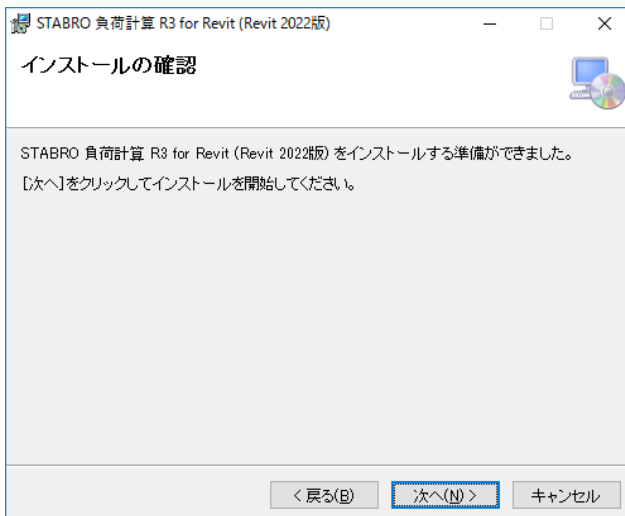 STABRO 負荷計算 R3 for Revit (Revit 2022版)
インストールの確認
STABRO 負荷計算 R3 for Revit (Revit 2022版) をインストールする準備ができました。
[次へ]をクリックしてインストールを開始してください。
< 戻る(B) 次へ(N) > キャンセル